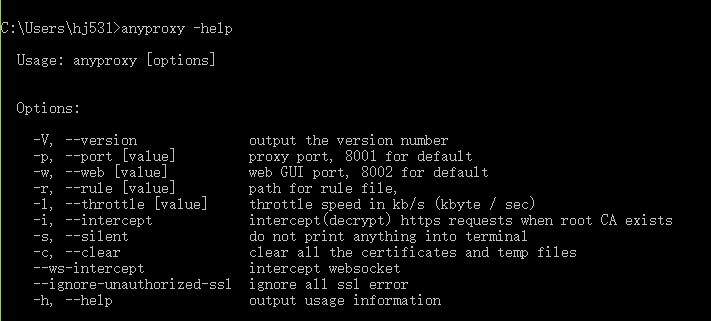 C:\Users\hj531>anyproxy -help
Usage: anyproxy [options]
Options:
-V, --version output the version number
-p, --port [value] proxy port, 8001 for default
-w, --web [value] web GUI port, 8002 for default
-r, --rule [value] path for rule file,
-l, --throttle [value] throttle speed in kb/s (kbyte / sec)
-i, --intercept intercept(decrypt) https requests when root CA exists
-s, --silent do not print anything into terminal
-c, --clear clear all the certificates and temp files
--ws-intercept intercept websocket
--ignore-unauthorized-ssl ignore all ssl error
-h, --help output usage information